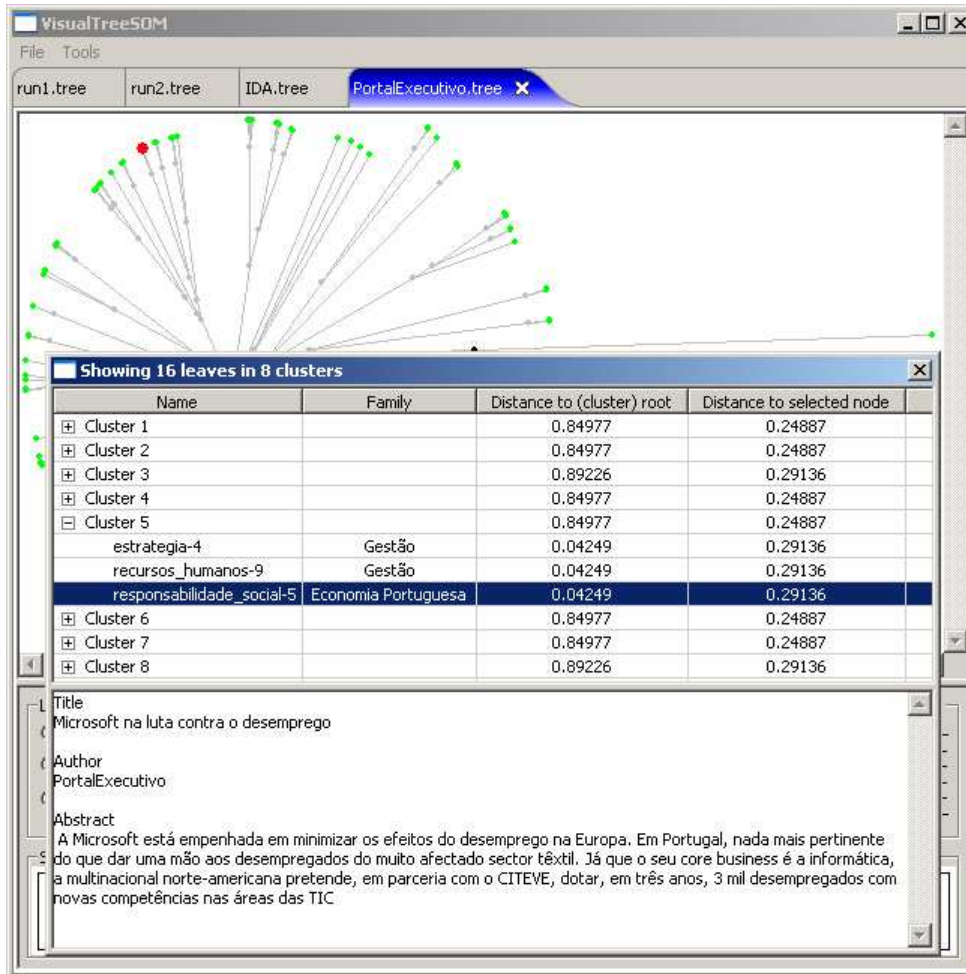 VisualTreeSOM
File Tools
run1.tree run2.tree IDA.tree PortalExecutivo.tree
Showing 16 leaves in 8 clusters
Name Family Distance to (cluster) root Distance to selected node
Cluster 1 0.84977 0.24887
Cluster 2 0.84977 0.24887
Cluster 3 0.89226 0.29136
Cluster 4 0.84977 0.24887
Cluster 5 0.84977 0.24887
estrategia-4 Gestão 0.04249 0.29136
recursos_humanos-9 Gestão 0.04249 0.29136
responsabilidade_social-5 Economia Portuguesa 0.04249 0.29136
Cluster 6 0.84977 0.24887
Cluster 7 0.84977 0.24887
Cluster 8 0.89226 0.29136
Title
Microsoft na luta contra o desemprego
Author
PortalExecutivo
Abstract
A Microsoft está empenhada em minimizar os efeitos do desemprego na Europa. Em Portugal, nada mais pertinente
do que dar uma mão aos desempregados do muito afectado sector têxtil. Já que o seu core business é a informática,
a multinacional norte-americana pretende, em parceria com o CITEVE, dotar, em três anos, 3 mil desempregados com
novas competências nas áreas das TIC